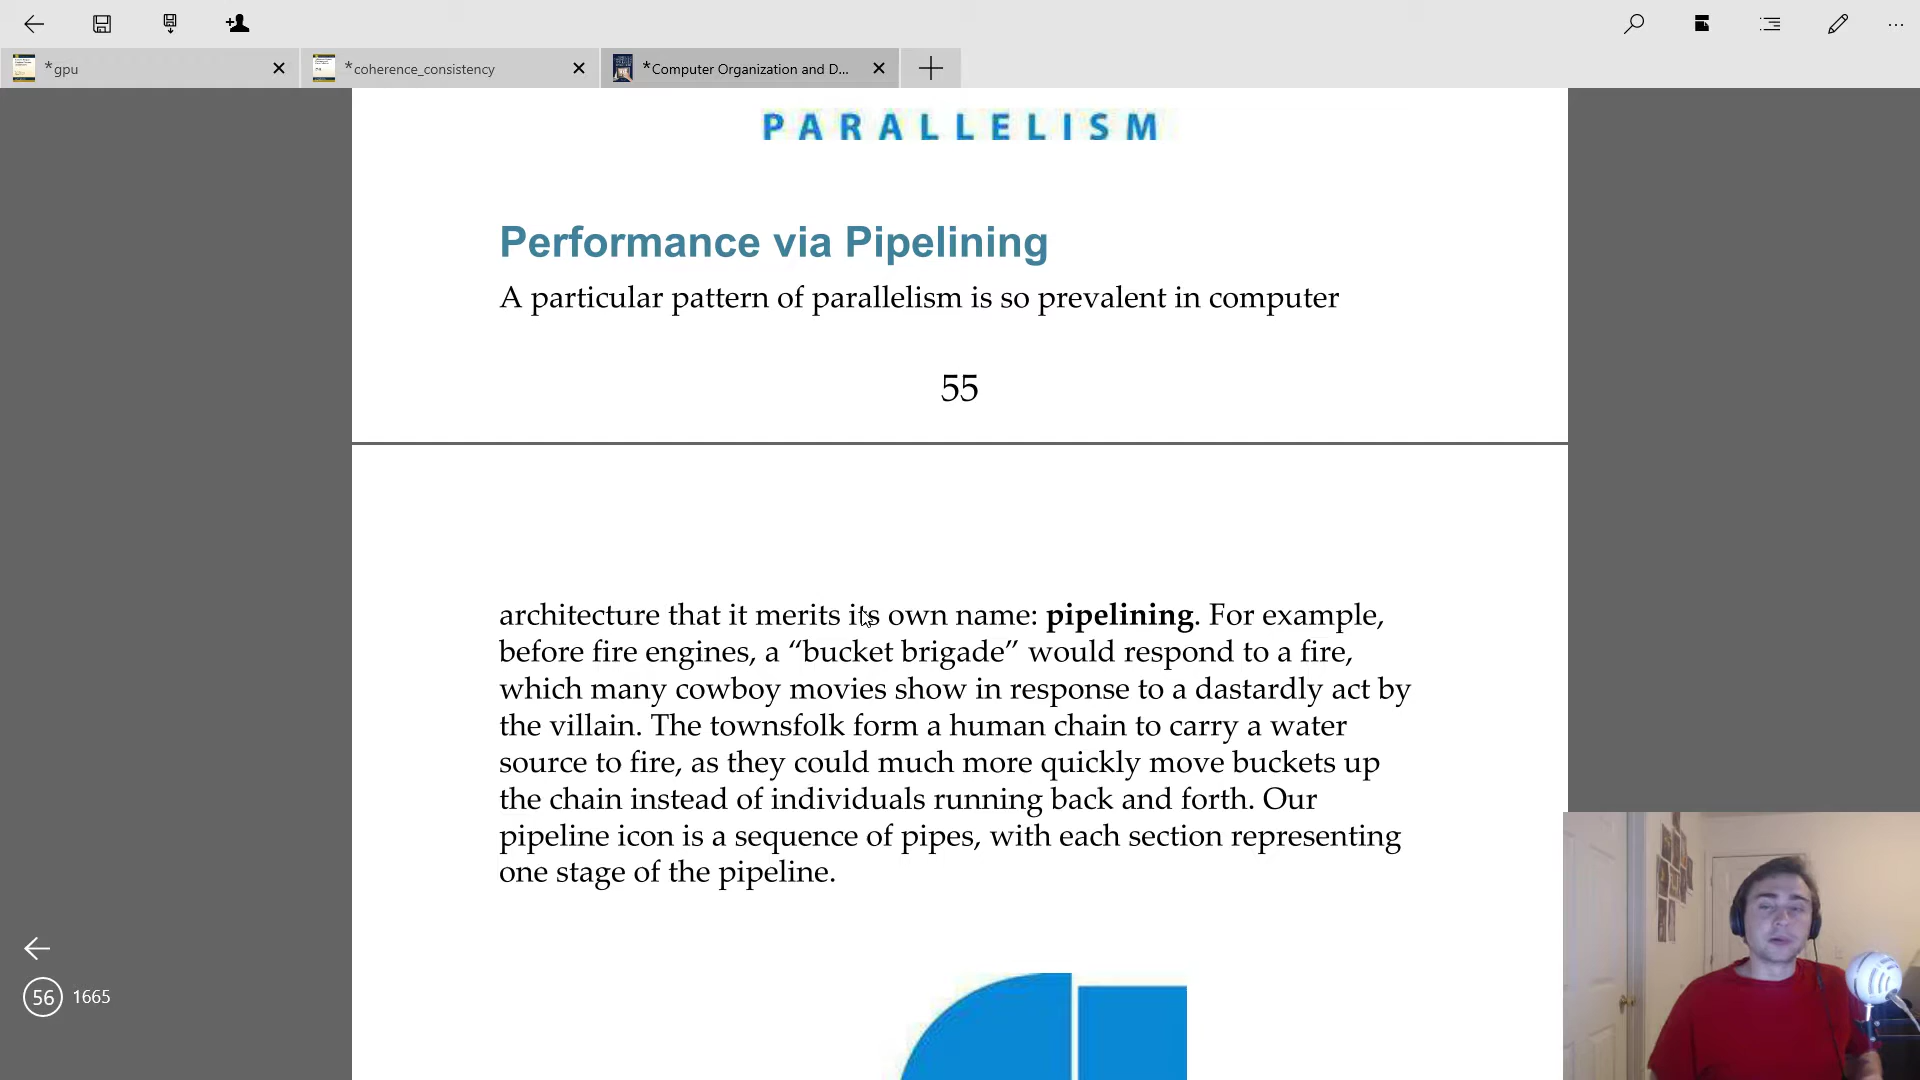 *gpu
*coherence_consistency
*Computer Organization and D...
PARALLELISM
Performance via Pipelining
A particular pattern of parallelism is so prevalent in computer
55
architecture that it merits its own name: pipelining. For example,
before fire engines, a “bucket brigade” would respond to a fire,
which many cowboy movies show in response to a dastardly act by
the villain. The townsfolk form a human chain to carry a water
source to fire, as they could much more quickly move buckets up
the chain instead of individuals running back and forth. Our
pipeline icon is a sequence of pipes, with each section representing
one stage of the pipeline.
56 1665